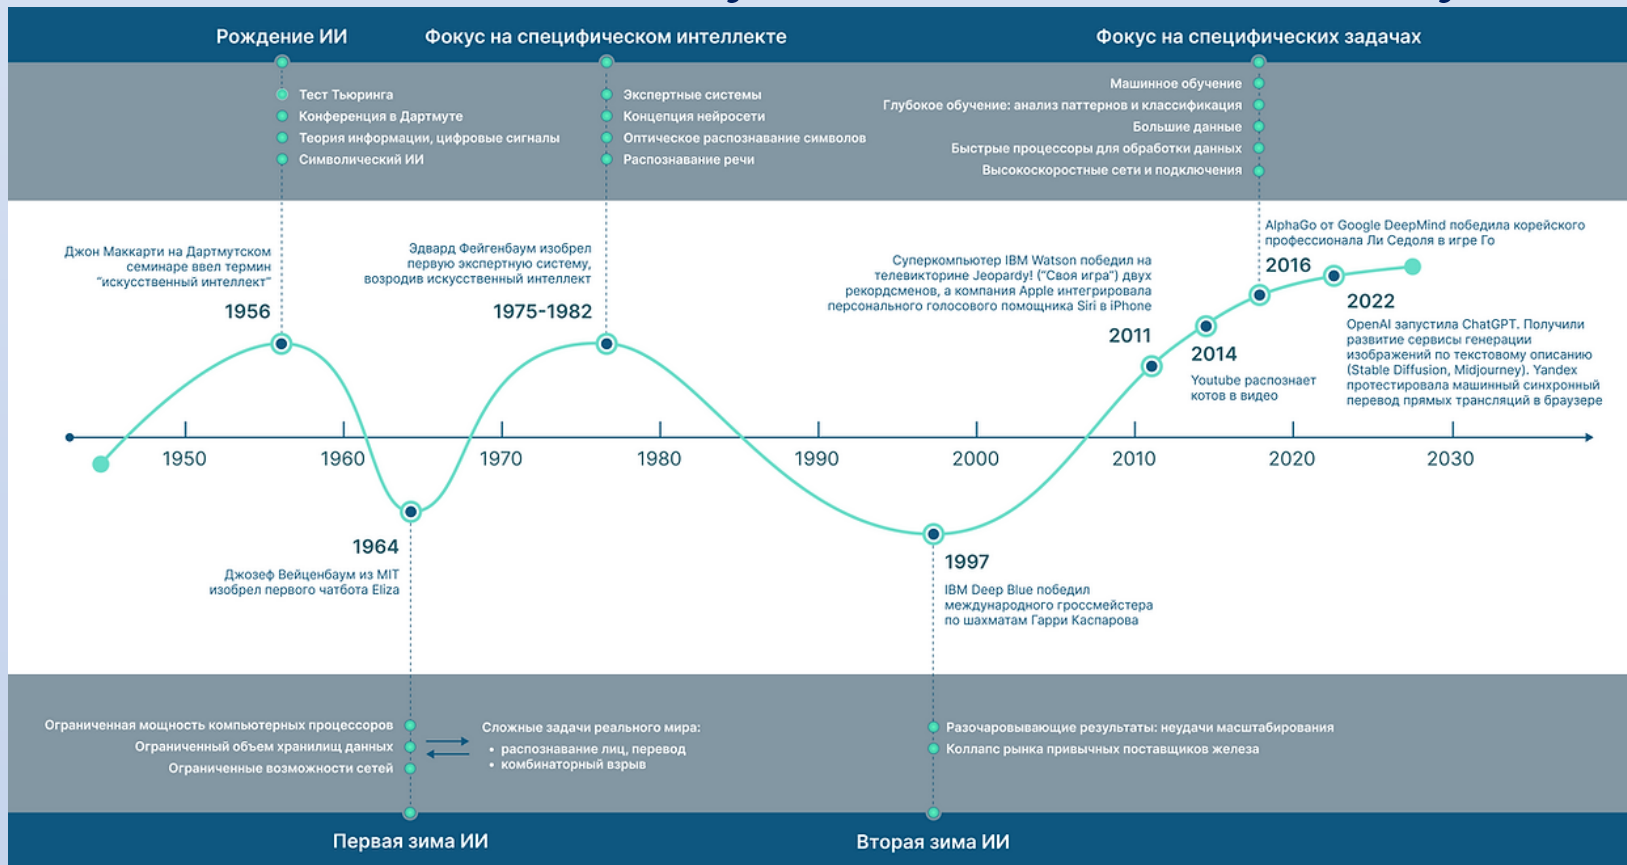 Рождение ИИ
Фокус на специфическом интеллекте
Фокус на специфических задачах
Тест Тьюринга
Конференция в Дартмуте
Теория информации, цифровые сигналы
Символический ИИ
Экспертные системы
Концепция нейросети
Оптическое распознавание символов
Распознавание речи
Машинное обучение
Глубокое обучение: анализ паттернов и классификация
Большие данные
Быстрые процессоры для обработки данных
Высокоскоростные сети и подключения
Джон Маккарти на Дартмутском
семинаре ввел термин
"искусственный интеллект"
1956
Эдвард Фейгенбаум изобрел
первую экспертную систему,
возродив искусственный интеллект
1975-1982
Суперкомпьютер IBM Watson победил на
телевикторине Jeopardy! ("Своя игра") двух
рекордсменов, а компания Apple интегрировала
персонального голосового помощника Siri в iPhone
2011
2014
Youtube распознает
котов в видео
AlphaGo от Google DeepMind победила корейского
профессионала Ли Седоля в игре Го
2016
2022
OpenAI запустила ChatGPT. Получили
развитие сервисы генерации
изображений по текстовому описанию
(Stable Diffusion, Midjourney). Yandex
протестировала машинный синхронный
перевод прямых трансляций в браузере
1950
1960
1970
1980
1990
2000
2010
2020
2030
1964
Джозеф Вейценбаум из MIT
изобрел первого чатбота Eliza
1997
IBM Deep Blue победил
международного гроссмейстера
по шахматам Гарри Каспарова
Ограниченная мощность компьютерных процессоров
Ограниченный объем хранилищ данных
Ограниченные возможности сетей
Сложные задачи реального мира:
• распознавание лиц, перевод
• комбинаторный взрыв
Разочаровывающие результаты: неудачи масштабирования
Коллапс рынка привычных поставщиков железа
Первая зима ИИ
Вторая зима ИИ